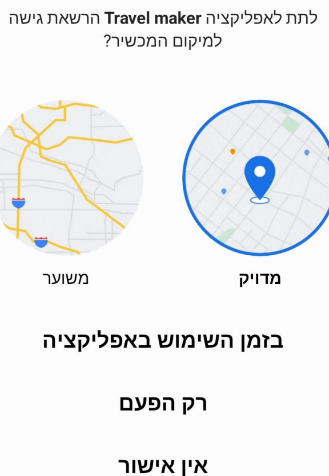 לתת לאפליקציה Travel maker הרשאת גישה
למיקום המכשיר?
מדויק
משוער
בזמן השימוש באפליקציה
רק הפעם
אין אישור